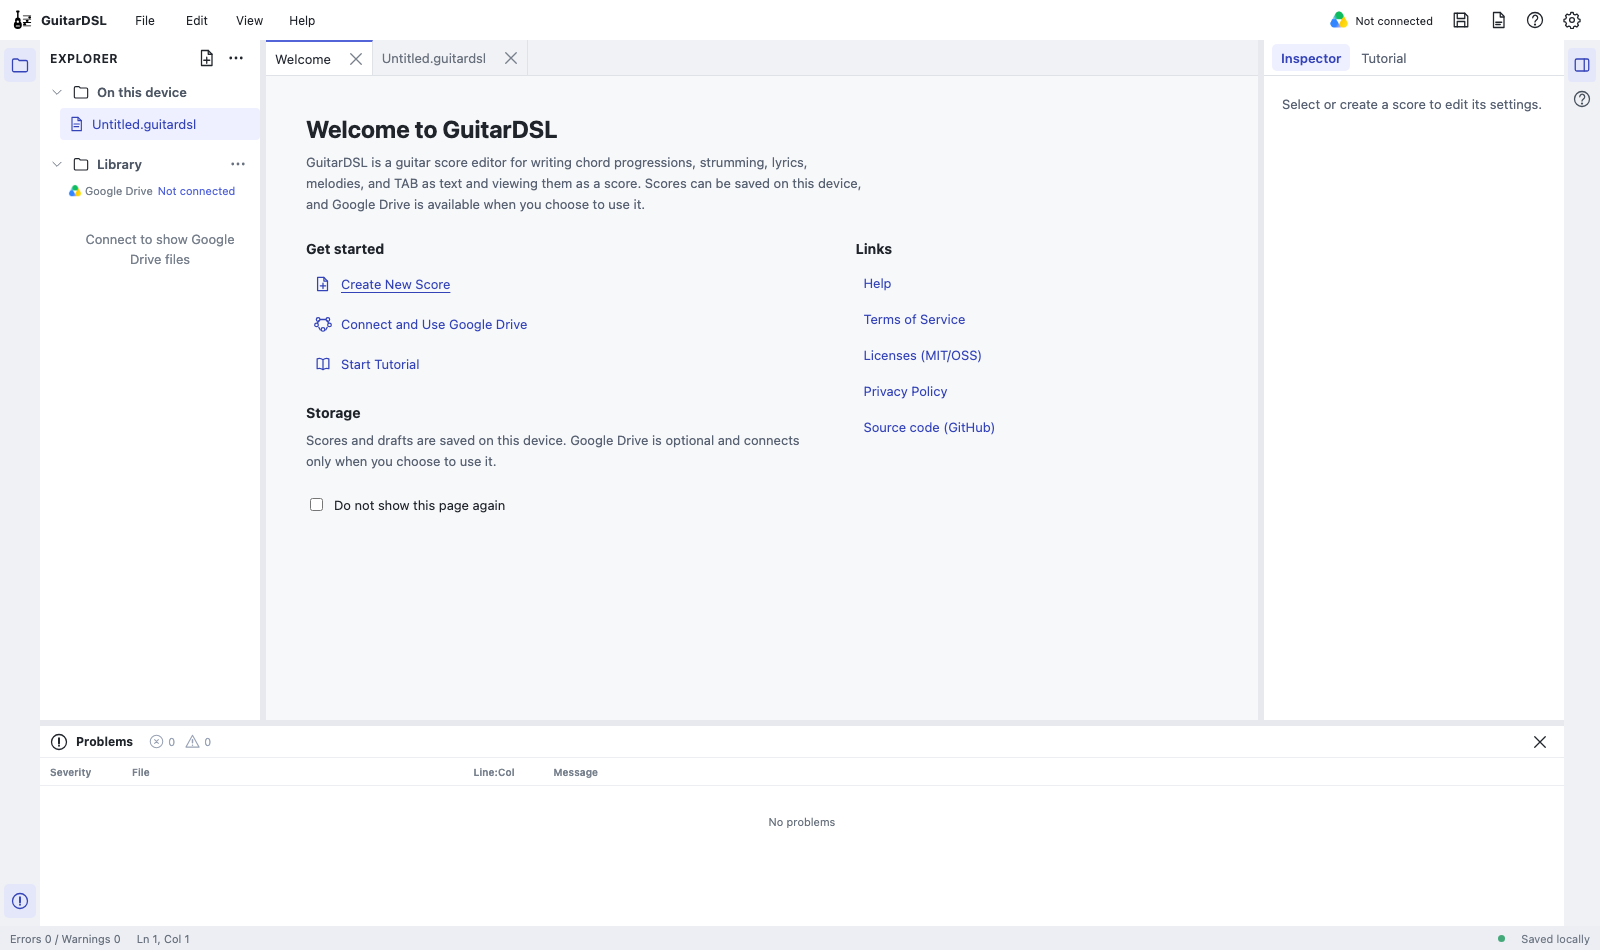 GuitarDSL File Edit View Help Not connected
EXPLORER
On this device
Untitled.guitardsl
Library
Google Drive Not connected
Connect to show Google
Drive files
Welcome
Untitled.guitardsl
Welcome to GuitarDSL
GuitarDSL is a guitar score editor for writing chord progressions, strumming, lyrics,
melodies, and TAB as text and viewing them as a score. Scores can be saved on this device,
and Google Drive is available when you choose to use it.
Get started
Create New Score
Connect and Use Google Drive
Start Tutorial
Storage
Scores and drafts are saved on this device. Google Drive is optional and connects
only when you choose to use it.
Do not show this page again
Links
Help
Terms of Service
Licenses (MIT/OSS)
Privacy Policy
Source code (GitHub)
Inspector Tutorial
Select or create a score to edit its settings.
Problems 0 0
Severity File Line:Col Message
No problems
Errors 0 / Warnings 0 Ln 1, Col 1 Saved locally